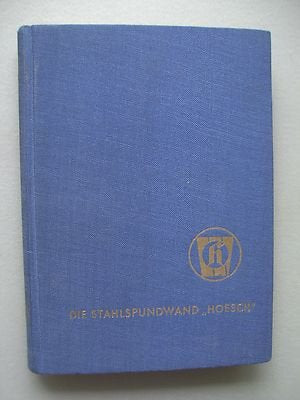 H
DIE STAHLSPUNDWAND „HOESCH"